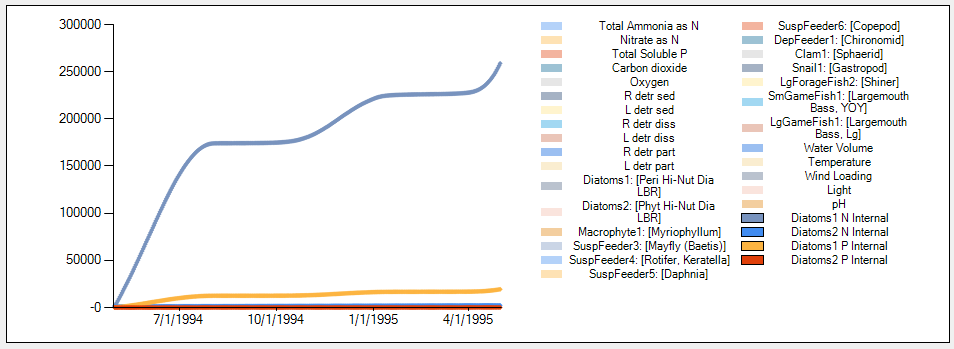 300000
250000
200000
150000
100000
50000
-0
7/1/1994
10/1/1994
1/1/1995
4/1/1995
Total Ammonia as N
Nitrate as N
Total Soluble P
Carbon dioxide
Oxygen
R detr sed
L detr sed
R detr diss
L detr diss
R detr part
L detr part
Diatoms1: [Peri Hi-Nut Dia
LBR]
Diatoms2: [Phyt Hi-Nut Dia
LBR]
Macrophyte1: [Myriophyllum]
SuspFeeder3: [Mayfly (Baetis)]
SuspFeeder4: [Rotifer, Keratella]
SuspFeeder5: [Daphnia]
SuspFeeder6: [Copepod]
DepFeeder1: [Chironomid]
Clam1: [Sphaerid]
Snail1: [Gastropod]
LgForageFish2: [Shiner]
SmGameFish1: [Largemouth
Bass, YOY]
LgGameFish1: [Largemouth
Bass, Lg]
Water Volume
Temperature
Wind Loading
Light
pH
Diatoms1 N Internal
Diatoms2 N Internal
Diatoms1 P Internal
Diatoms2 P Internal